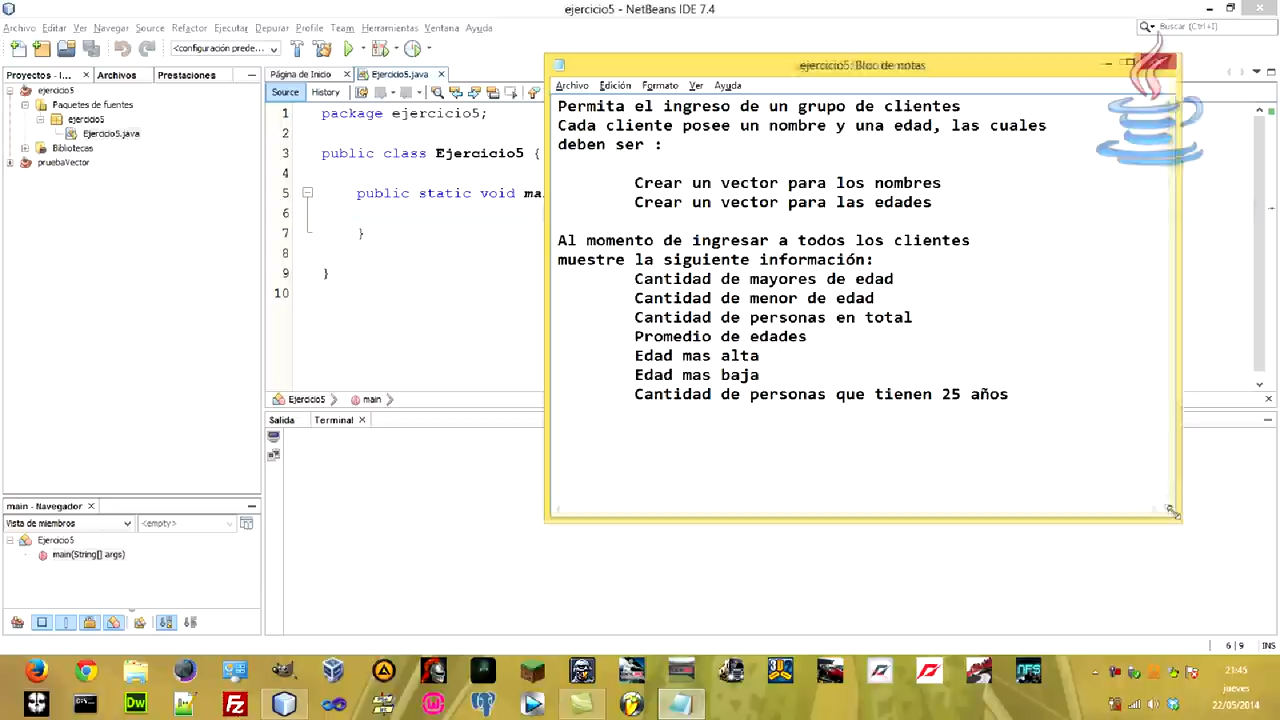 ejercicio5 - NetBeans IDE 7.4
Archivo Editar Ver Navegar Source Refactor Ejecutar Depurar Profile Team Herramientas Ventana Ayuda
Buscar (Ctrl+I)
<configuración prede...
Proyectos - I... Archivos Prestaciones
Página de Inicio Ejercicio5.java
Source History
ejercicio5
Paquetes de fuentes
ejercicio5
Ejercicio5.java
Bibliotecas
pruebaVector
1 package ejercicio5;
2
3 public class Ejercicio5 {
4
5 public static void mai
6
7 }
8
9 }
10
ejercicio5: Bloc de notas
Archivo Edición Formato Ver Ayuda
Permita el ingreso de un grupo de clientes
Cada cliente posee un nombre y una edad, las cuales
deben ser :
Crear un vector para los nombres
Crear un vector para las edades
Al momento de ingresar a todos los clientes
muestre la siguiente información:
Cantidad de mayores de edad
Cantidad de menor de edad
Cantidad de personas en total
Promedio de edades
Edad mas alta
Edad mas baja
Cantidad de personas que tienen 25 años
Ejercicio5 main
Salida Terminal
main - Navegador
Vista de miembros <empty>
Ejercicio5
main(String[] args)
6 | 9 INS
21:45
jueves
22/05/2014